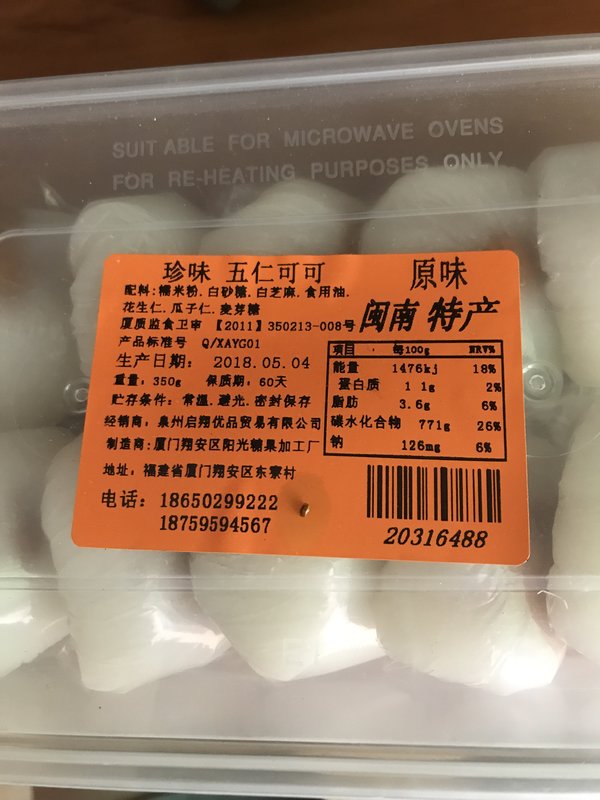 SUITABLE FOR MICROWAVE OVENS
FOR RE-HEATING PURPOSES ONLY
珍味 五仁可可 原味
配料:糯米粉.白砂糖.白芝麻.食用油.
花生仁.瓜子仁.麦芽糖
厦质监食卫审 【2011】350213-008号
闽南 特产
产品标准号 Q/XAYG01
生产日期: 2018.05.04
重量: 350g 保质期: 60天
贮存条件: 常温.避光.密封保存
经销商: 泉州启翔优品贸易有限公司
制造商:厦门翔安区阳光糖果加工厂
地址: 福建省厦门翔安区东寮村
电话: 18650299222
18759594567
项目 每100g NRV%
能量 1476kj 18%
蛋白质 1 1g 2%
脂肪 3.6g 6%
碳水化合物 771g 26%
钠 126mg 6%
20316488